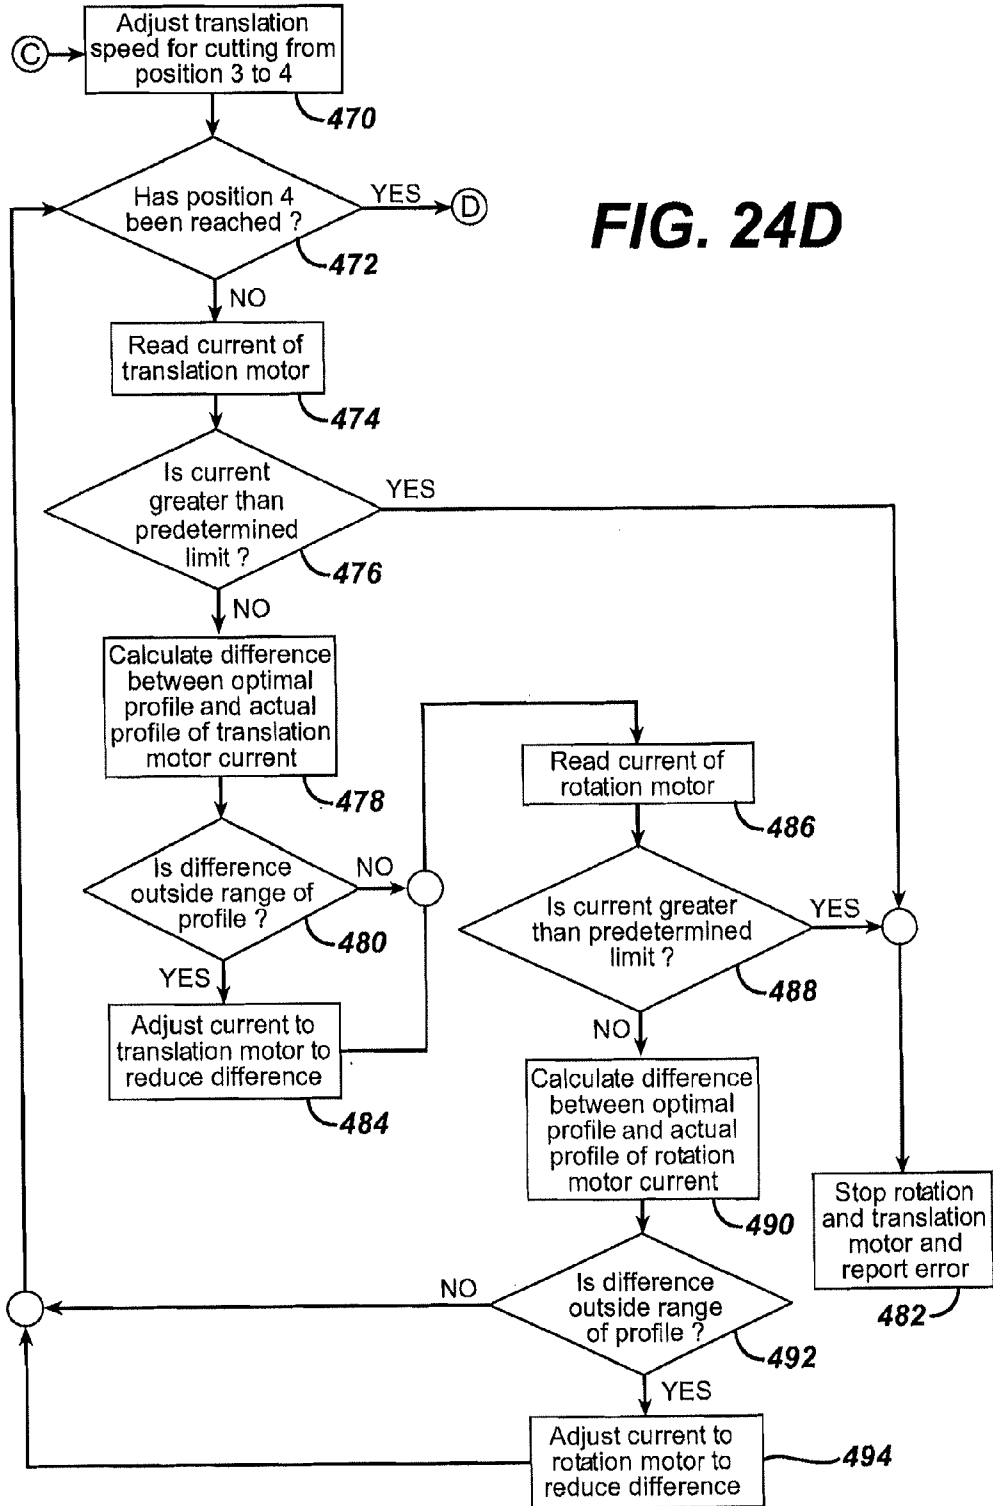 C
Adjust translation
speed for cutting from
position 3 to 4
470
Has position 4
been reached ?
472
YES
D
FIG. 24D
NO
Read current of
translation motor
474
Is current
greater than
predetermined
limit ?
476
YES
NO
Calculate difference
between optimal
profile and actual
profile of translation
motor current
478
Is difference
outside range of
profile ?
480
NO
YES
Adjust current to
translation motor to
reduce difference
484
Read current of
rotation motor
486
Is current greater
than predetermined
limit ?
488
YES
NO
Calculate difference
between optimal
profile and actual
profile of rotation
motor current
490
Stop rotation
and translation
motor and
report error
482
Is difference
outside range
of profile ?
492
NO
YES
Adjust current to
rotation motor to
reduce difference
494